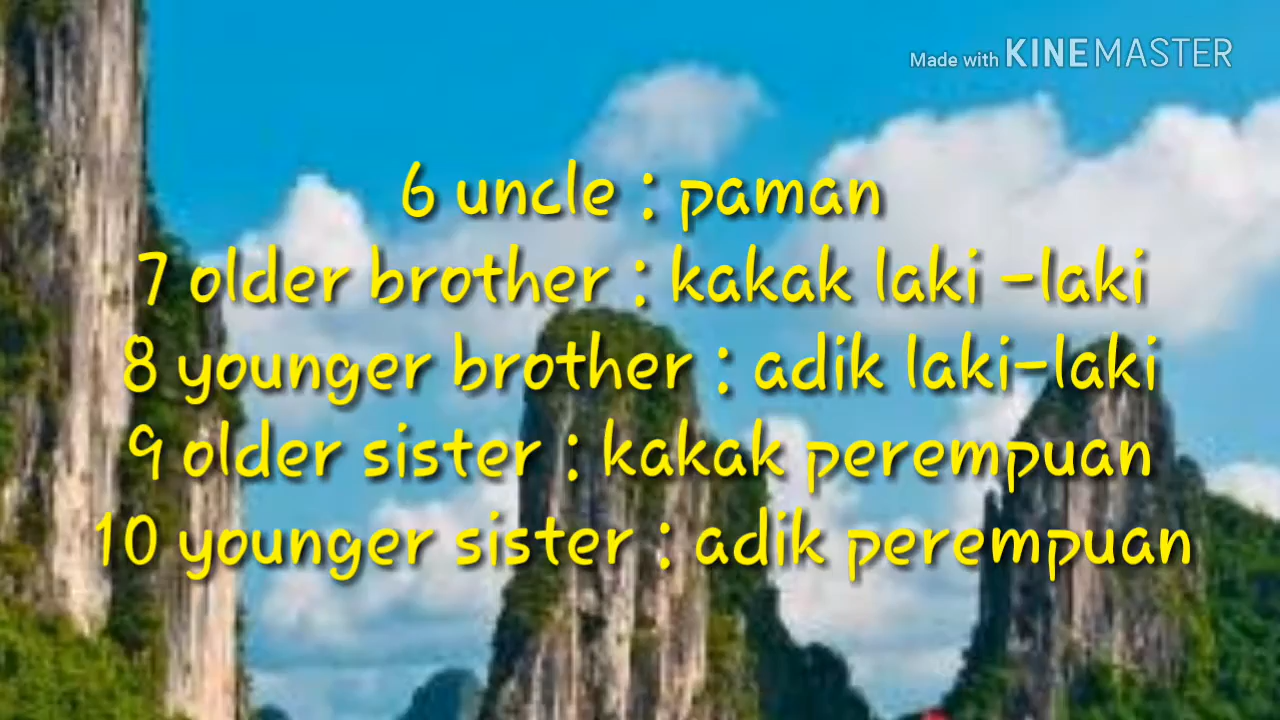 Made with KINEMASTER
6 uncle : paman
7 older brother : kakak laki -laki
8 younger brother : adik laki-laki
9 older sister : kakak perempuan
10 younger sister : adik perempuan